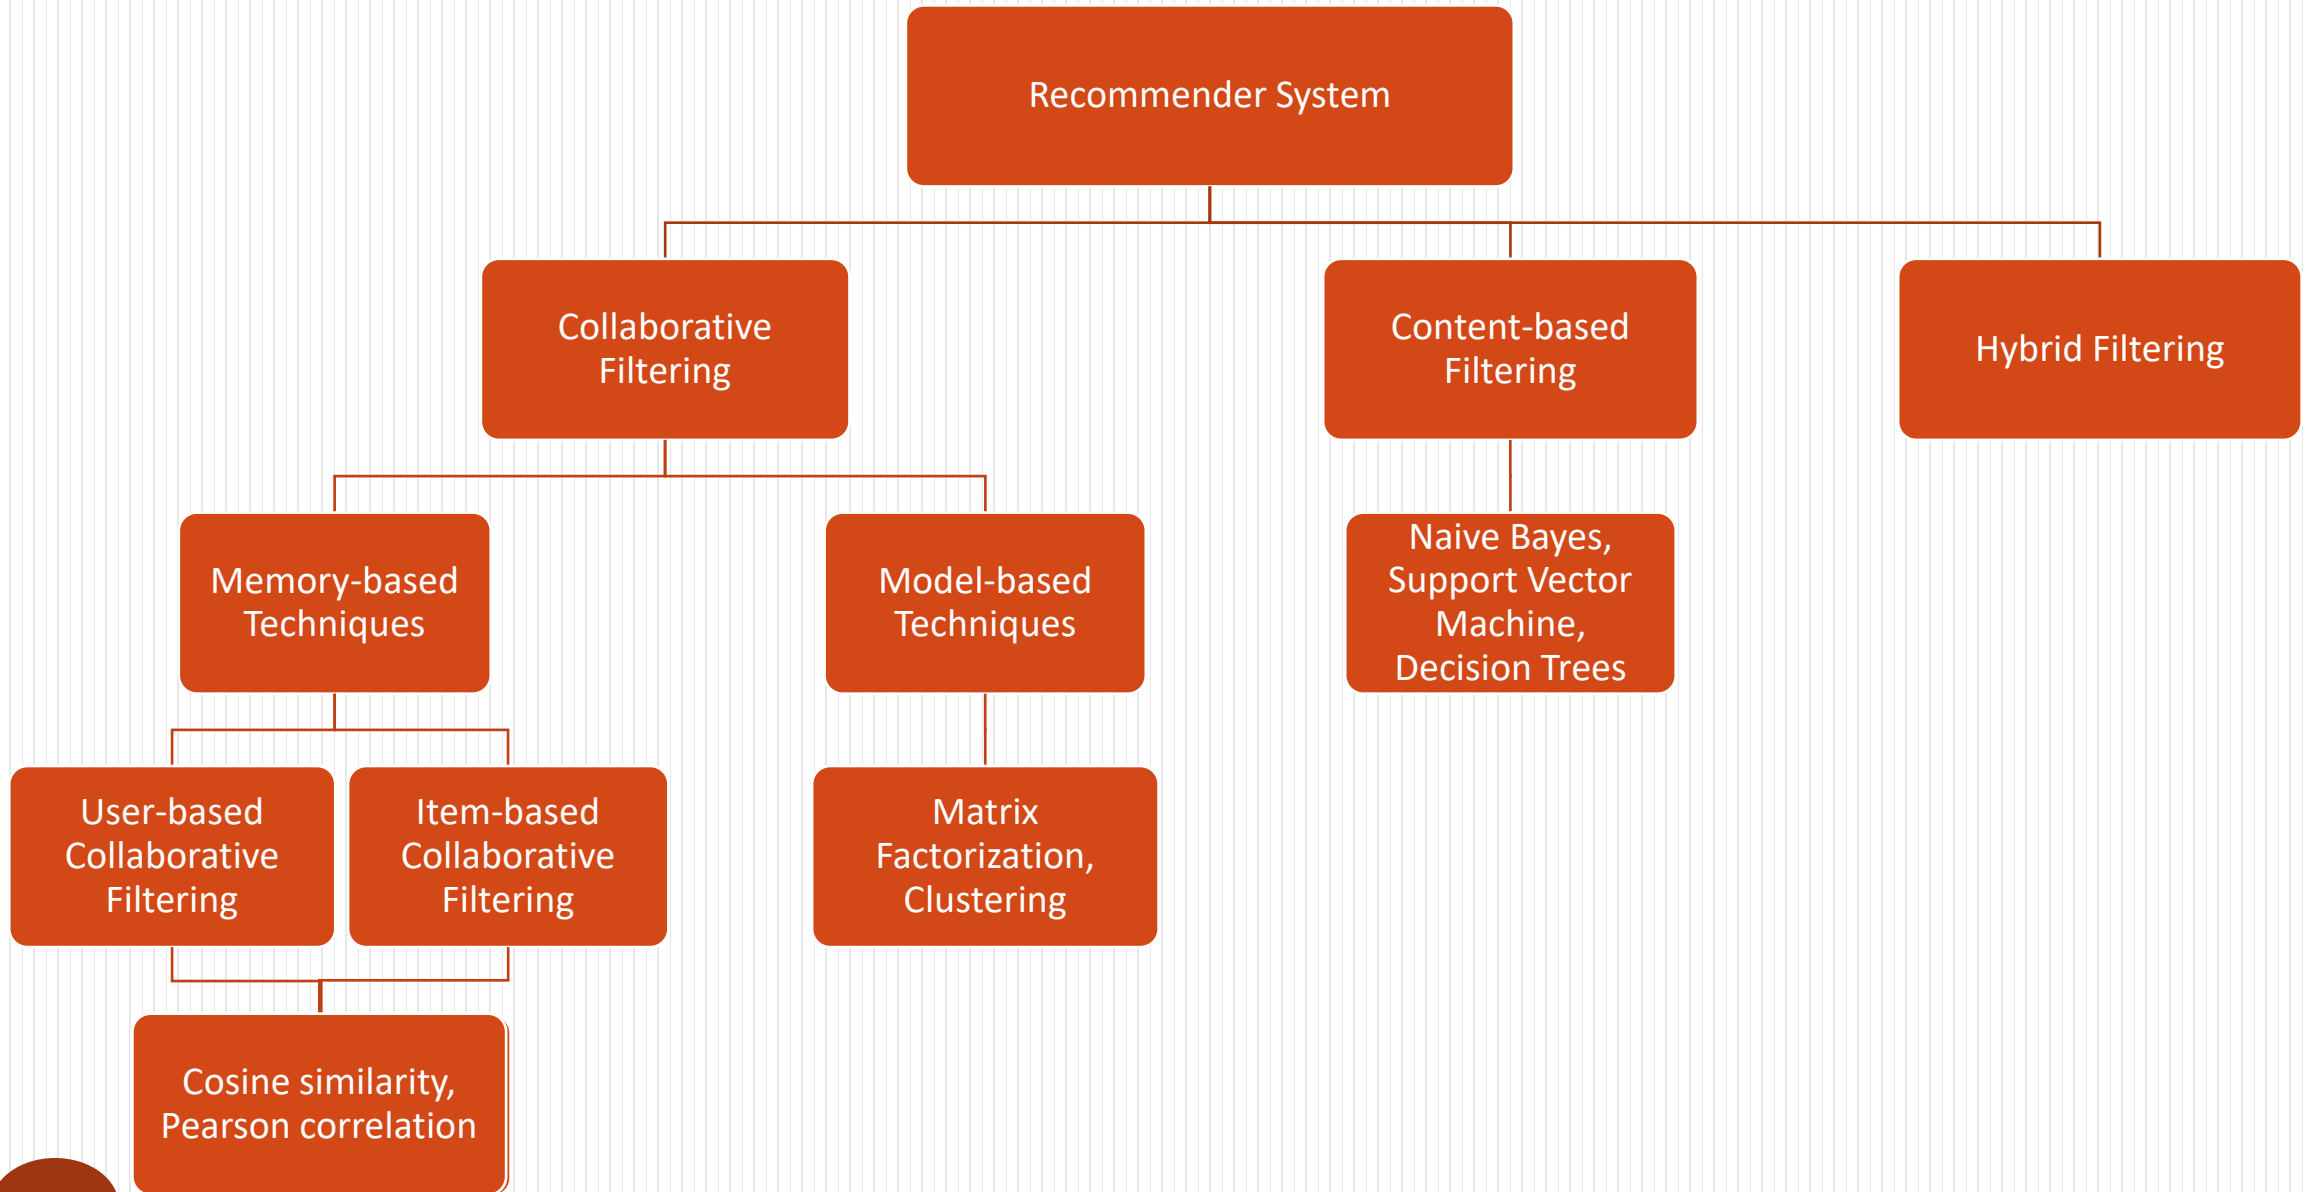 Recommender System
Collaborative
Filtering
Content-based
Filtering
Hybrid Filtering
Memory-based
Techniques
Model-based
Techniques
Naive Bayes,
Support Vector
Machine,
Decision Trees
User-based
Collaborative
Filtering
Item-based
Collaborative
Filtering
Matrix
Factorization,
Clustering
Cosine similarity,
Pearson correlation